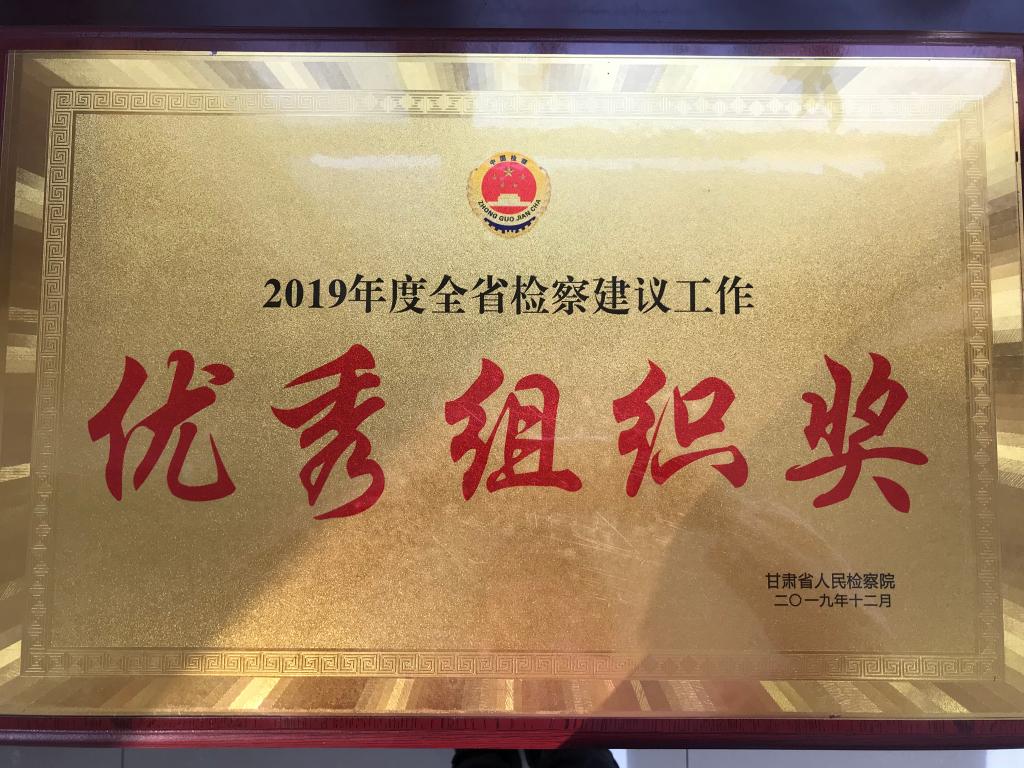 中国检察
ZHONG GUO JIAN CHA
2019年度全省检察建议工作
优秀组织奖
甘肃省人民检察院
二〇一九年十二月